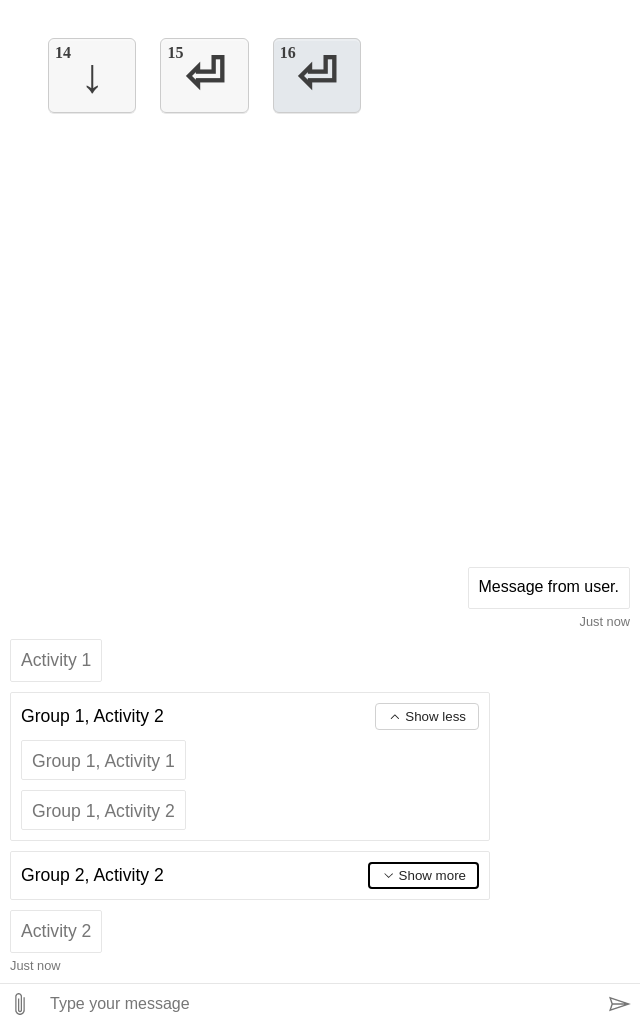 14 ↓
15 ⏎
16 ⏎
Message from user.
Just now
Activity 1
Group 1, Activity 2
Show less
Group 1, Activity 1
Group 1, Activity 2
Group 2, Activity 2
Show more
Activity 2
Just now
Type your message